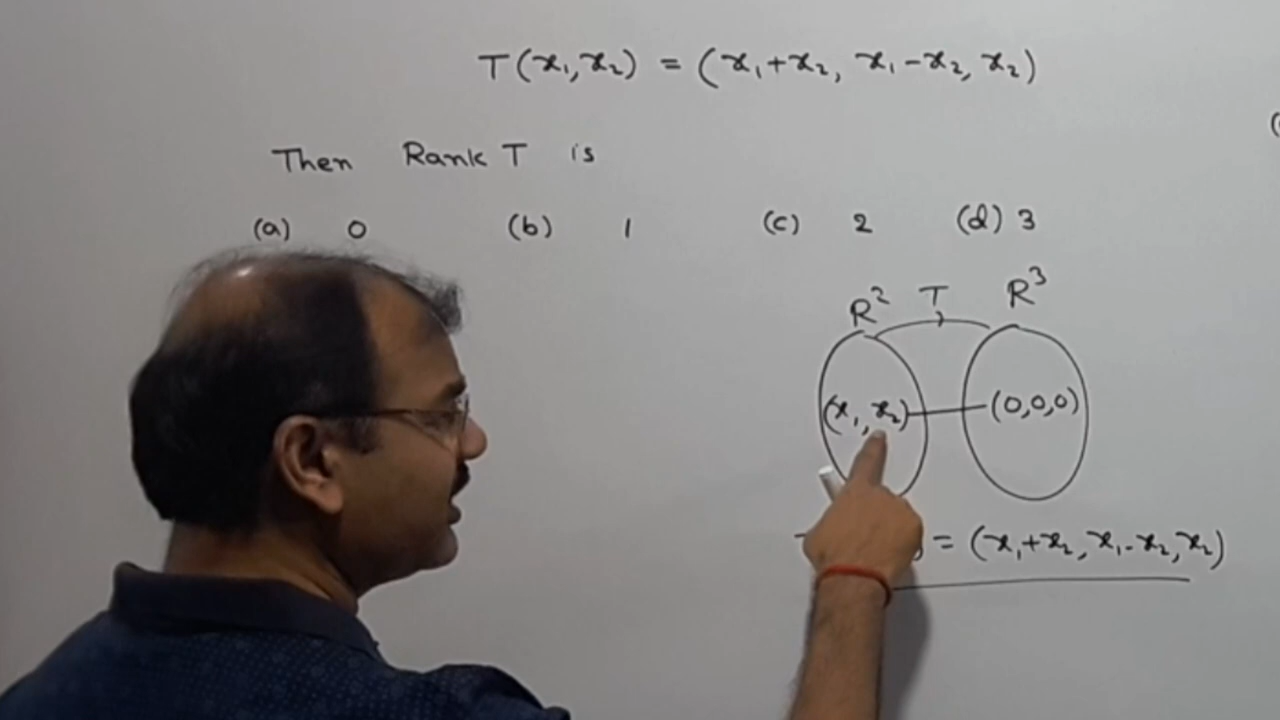 T(x₁,x₂) = (x₁+x₂, x₁-x₂, x₂)
Then Rank T is
(a) 0 (b) 1 (c) 2 (d) 3
R² T R³
(x₁,x₂) (0,0,0)
= (x₁+x₂, x₁-x₂, x₂)